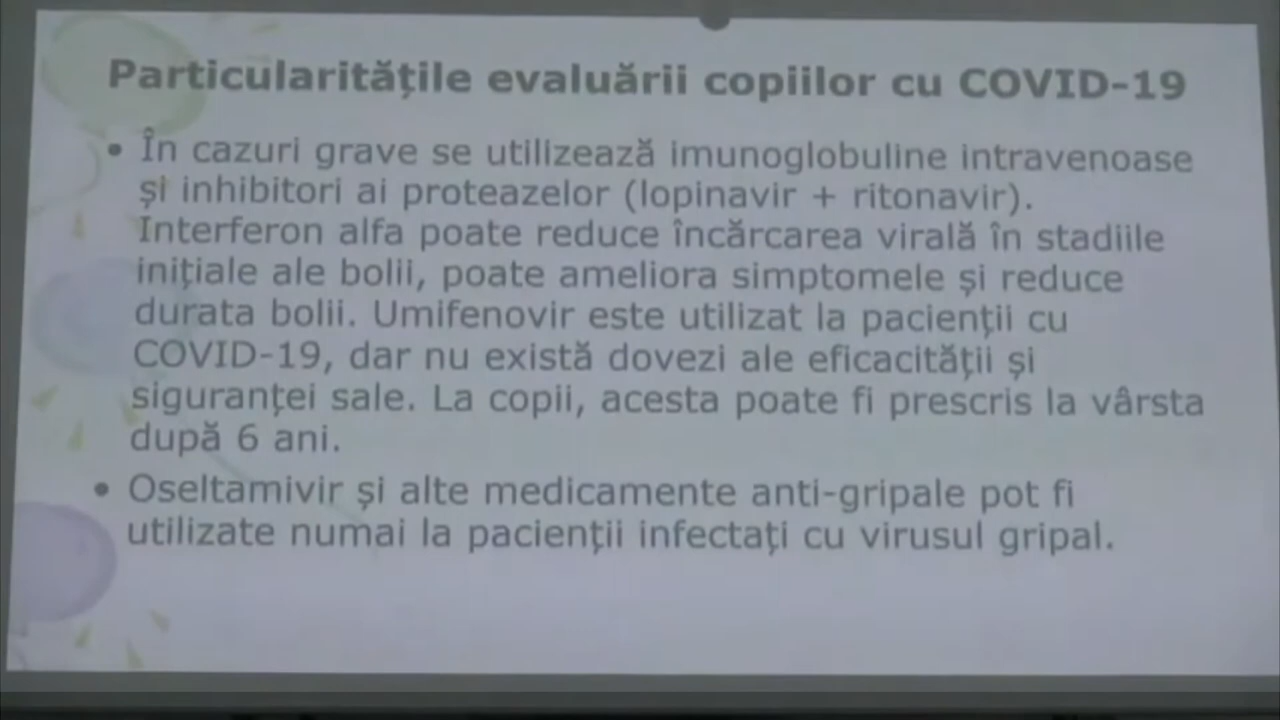 Particularitățile evaluării copiilor cu COVID-19
• În cazuri grave se utilizează imunoglobuline intravenoase
și inhibitori ai proteazelor (lopinavir + ritonavir).
Interferon alfa poate reduce încărcarea virală în stadiile
inițiale ale bolii, poate ameliora simptomele și reduce
durata bolii. Umifenovir este utilizat la pacienții cu
COVID-19, dar nu există dovezi ale eficacității și
siguranței sale. La copii, acesta poate fi prescris la vârsta
după 6 ani.
• Oseltamivir și alte medicamente anti-gripale pot fi
utilizate numai la pacienții infectați cu virusul gripal.